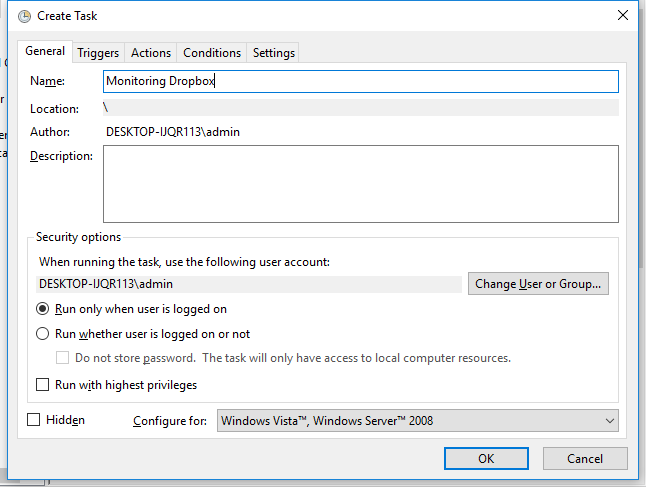 Create Task
General Triggers Actions Conditions Settings
Name: Monitoring Dropbox
Location: \
Author: DESKTOP-IJQR113\admin
Description:
Security options
When running the task, use the following user account:
DESKTOP-IJQR113\admin Change User or Group...
Run only when user is logged on
Run whether user is logged on or not
Do not store password. The task will only have access to local computer resources.
Run with highest privileges
Hidden Configure for: Windows Vista™, Windows Server™ 2008
OK Cancel